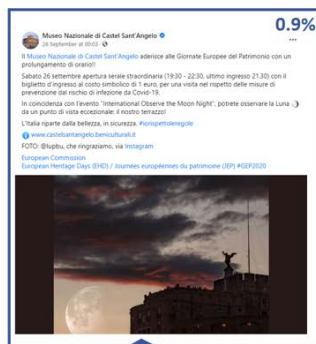 0.9%
Museo Nazionale di Castel Sant'Angelo
26 September at 00:03 ·
Il Museo Nazionale di Castel Sant'Angelo aderisce alle Giornate Europee del Patrimonio con un
prolungamento di orario!!
Sabato 26 settembre apertura serale straordinaria (19:30 - 22:30, ultimo ingresso 21.30) con il
biglietto d'ingresso al costo simbolico di 1 euro, per una visita nel rispetto delle misure di
prevenzione dal rischio di infezione da Covid-19.
In coincidenza con l'evento "International Observe the Moon Night", potrete osservare la Luna
da un punto di vista eccezionale: il nostro terrazzo!
L'Italia riparte dalla bellezza, in sicurezza. #iorispettoleregole
www.castelsantangelo.beniculturali.it
FOTO: @lupbu, che ringraziamo, via Instagram
European Commission
European Heritage Days (EHD) / Journées européennes du patrimoine (JEP) #GEP2020